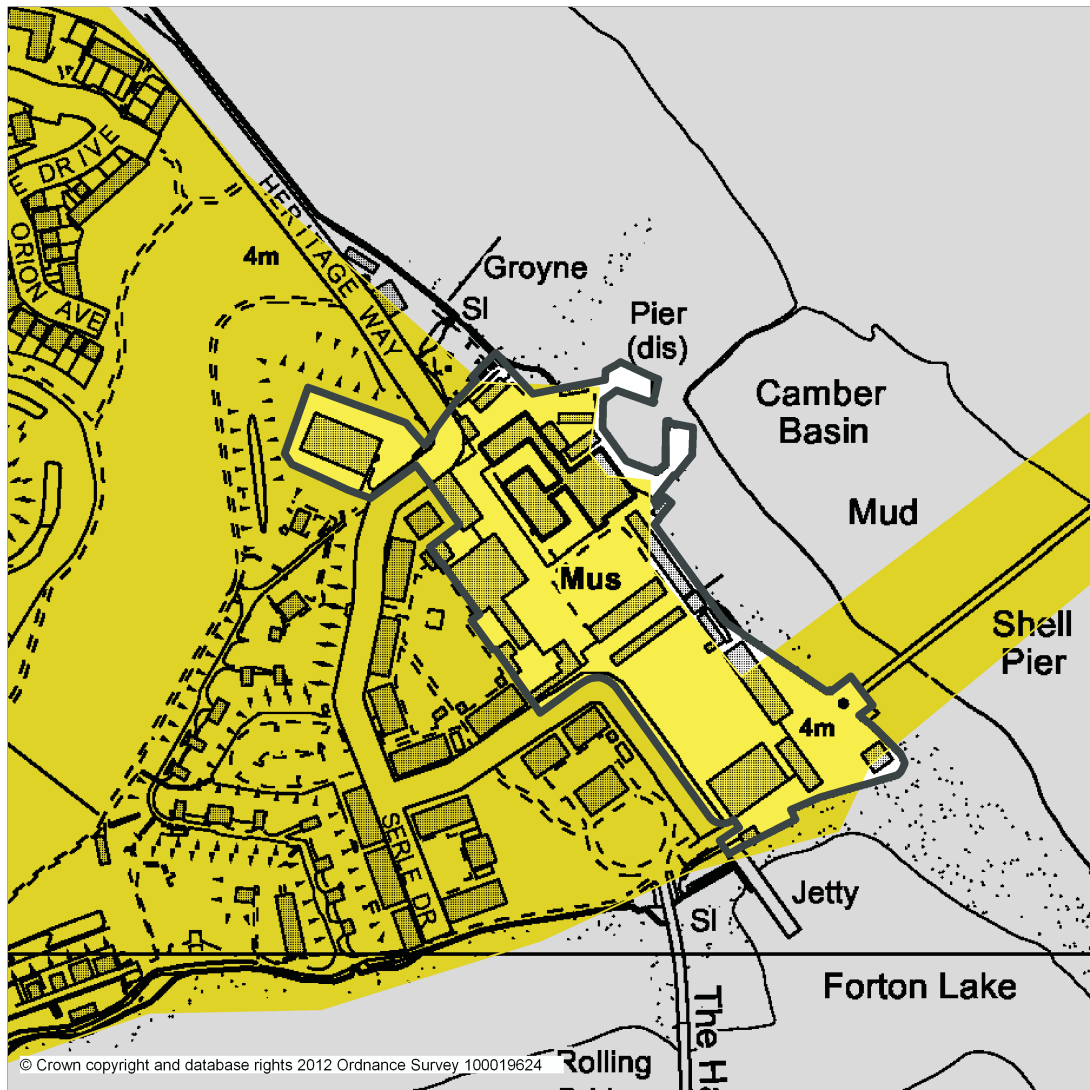 DRIVE
E
ORION AVE
4m
HERITAGE WAY
Groyne
Sl
Pier
(dis)
Camber
Basin
Mud
Mus
Shell
Pier
4m
SERLE DR
Jetty
Sl
Forton Lake
The Ha
Rolling
© Crown copyright and database rights 2012 Ordnance Survey 100019624